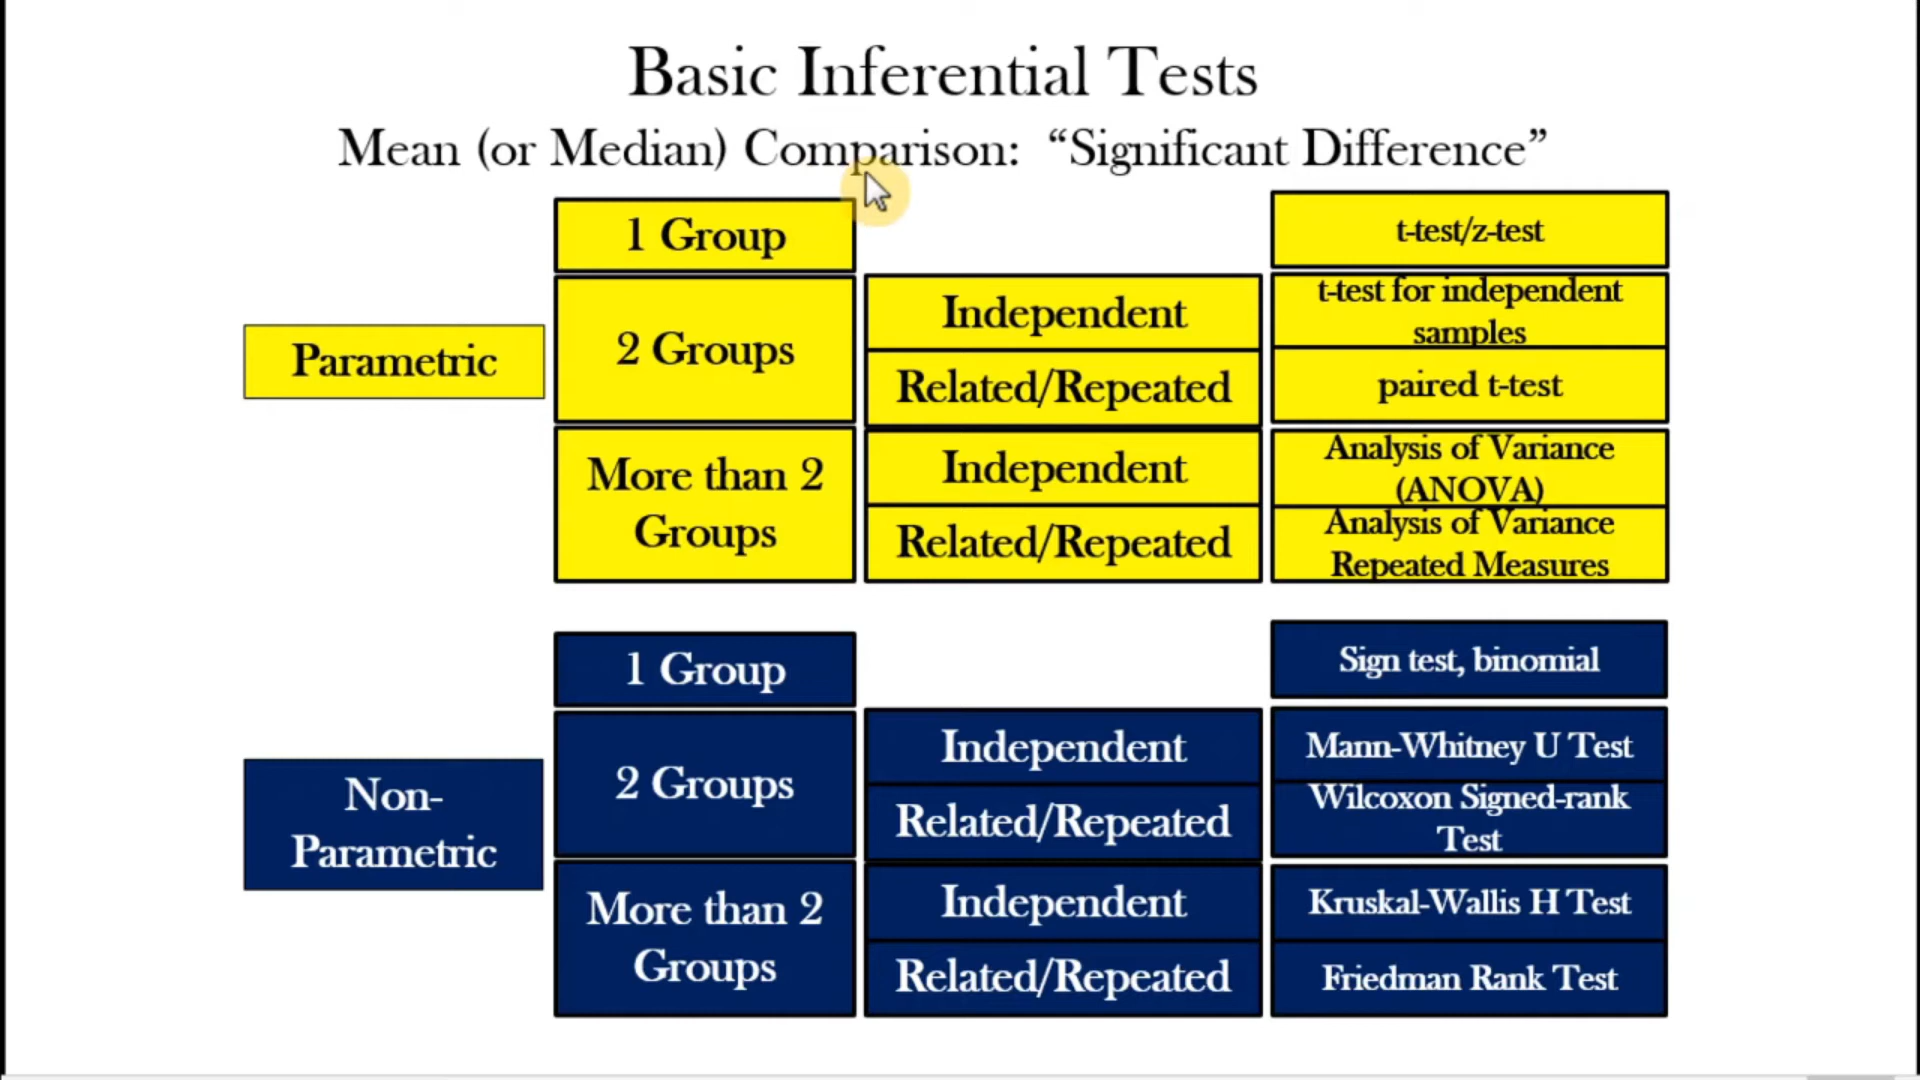 Basic Inferential Tests
Mean (or Median) Comparison: “Significant Difference”
Parametric
1 Group
t-test/z-test
2 Groups
Independent
t-test for independent
samples
Related/Repeated
paired t-test
More than 2
Groups
Independent
Analysis of Variance
(ANOVA)
Related/Repeated
Analysis of Variance
Repeated Measures
Non-
Parametric
1 Group
Sign test, binomial
2 Groups
Independent
Mann-Whitney U Test
Related/Repeated
Wilcoxon Signed-rank
Test
More than 2
Groups
Independent
Kruskal-Wallis H Test
Related/Repeated
Friedman Rank Test